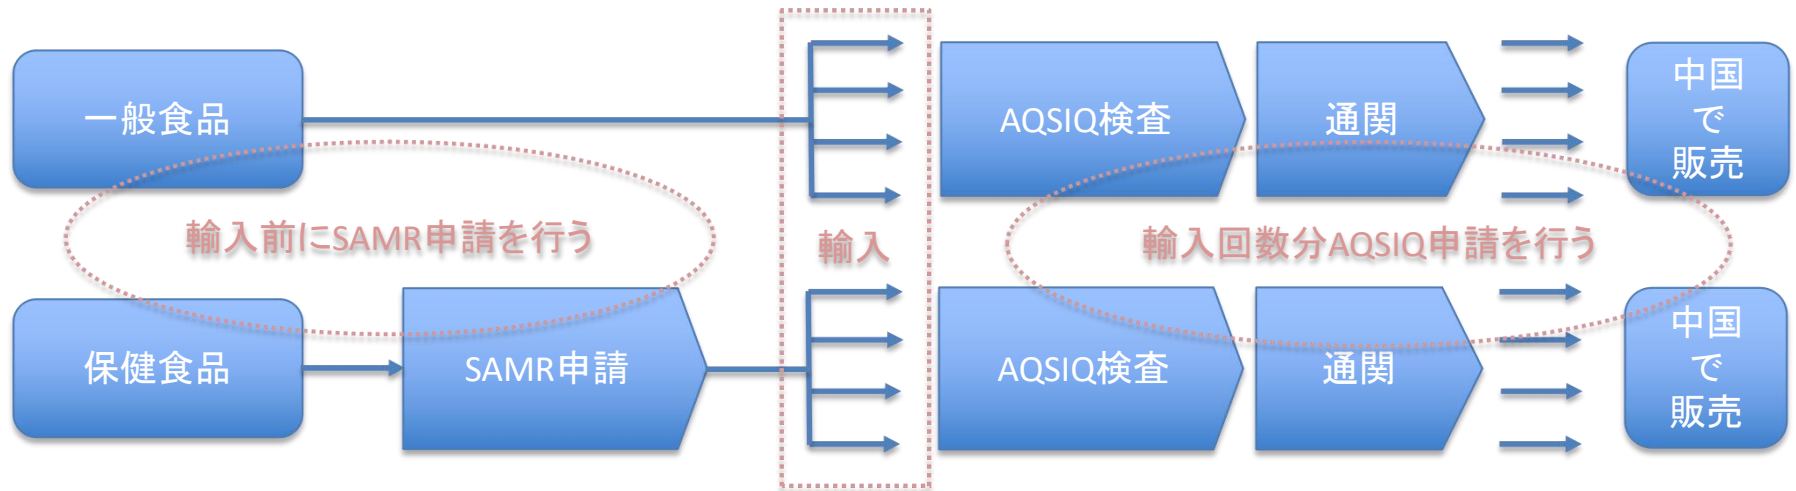 一般食品
AQSIQ検査
通関
中国
で
販売
輸入前にSAMR申請を行う
輸入
輸入回数分AQSIQ申請を行う
保健食品
SAMR申請
AQSIQ検査
通関
中国
で
販売